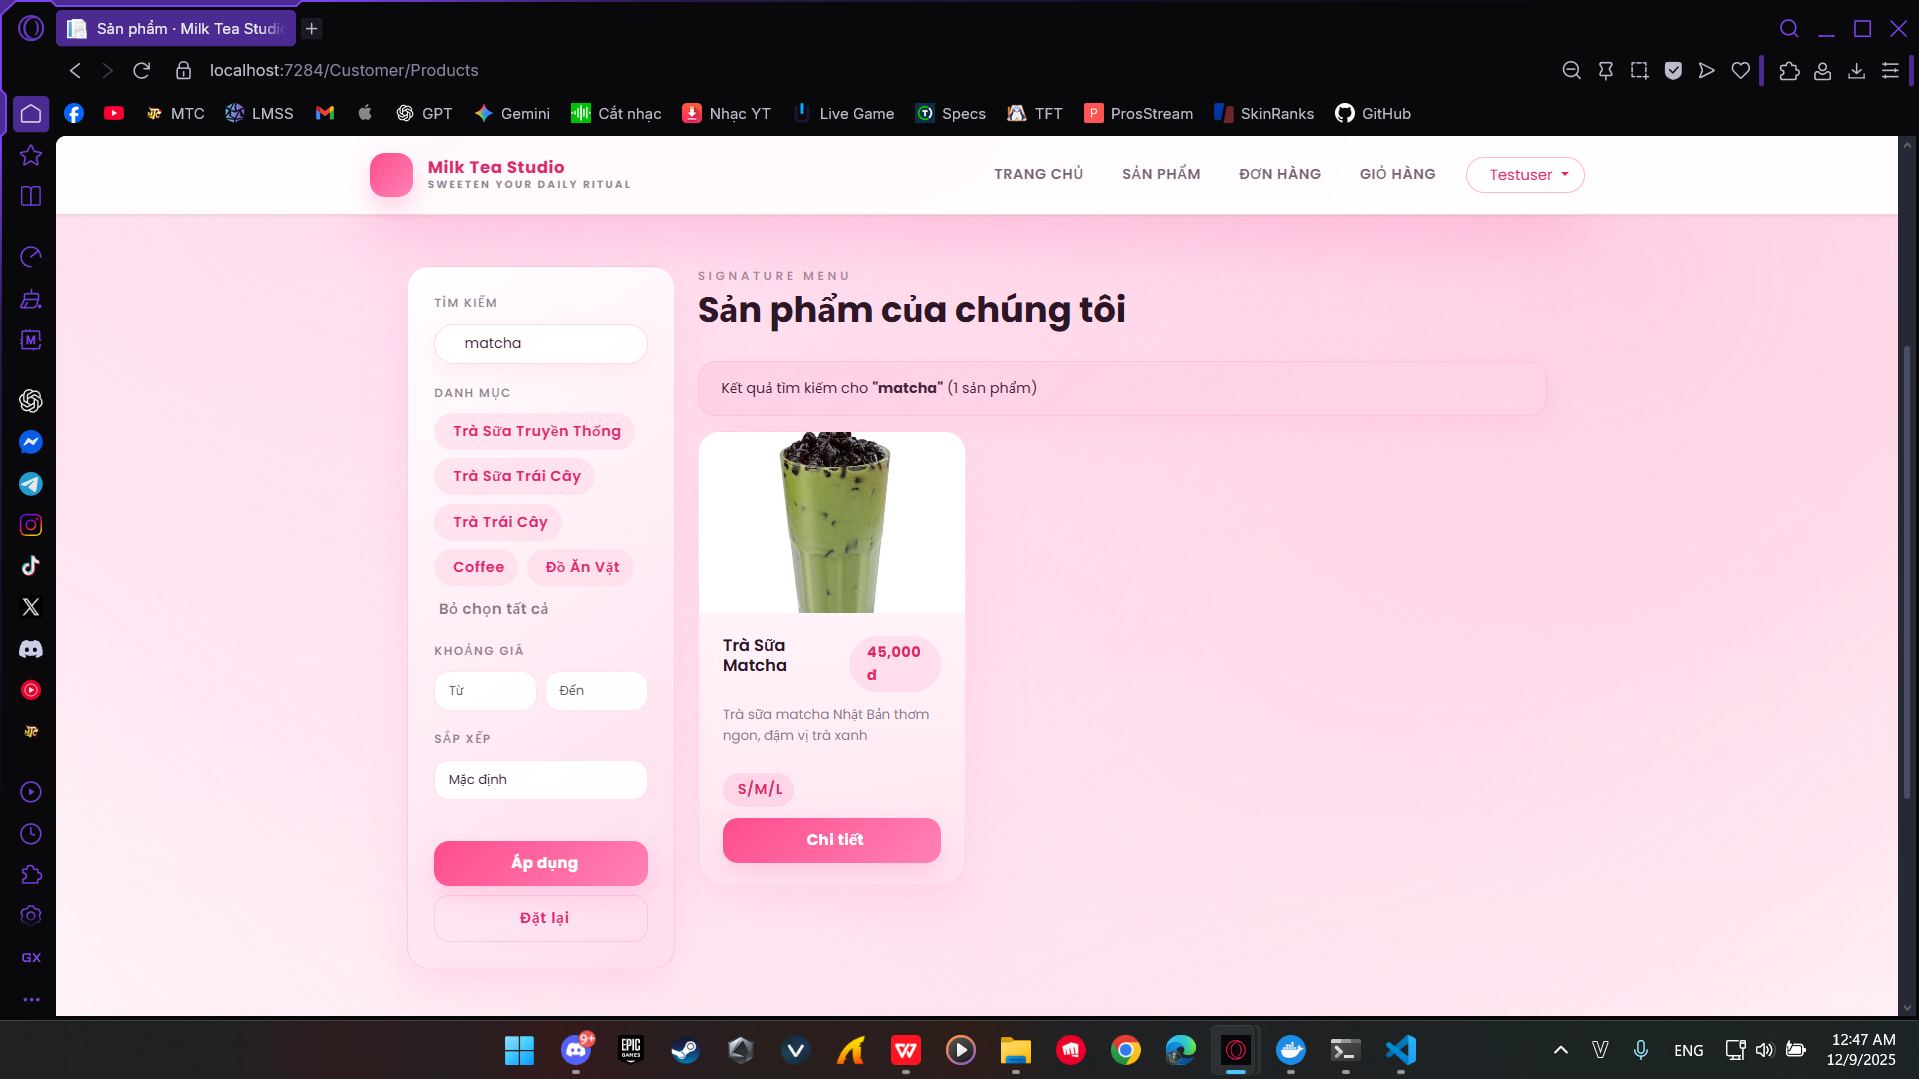 Sản phẩm · Milk Tea Studi
localhost:7284/Customer/Products
MTC
LMSS
GPT
Gemini
Cắt nhạc
Nhạc YT
Live Game
Specs
TFT
ProsStream
SkinRanks
GitHub
Milk Tea Studio
SWEETEN YOUR DAILY RITUAL
TRANG CHỦ
SẢN PHẨM
ĐƠN HÀNG
GIỎ HÀNG
Testuser
TÌM KIẾM
matcha
DANH MỤC
Trà Sữa Truyền Thống
Trà Sữa Trái Cây
Trà Trái Cây
Coffee
Đồ Ăn Vặt
Bỏ chọn tất cả
KHOẢNG GIÁ
Từ
Đến
SẮP XẾP
Mặc định
Áp dụng
Đặt lại
SIGNATURE MENU
Sản phẩm của chúng tôi
Kết quả tìm kiếm cho "matcha" (1 sản phẩm)
Trà Sữa
Matcha
45,000
đ
Trà sữa matcha Nhật Bản thơm
ngon, đậm vị trà xanh
S/M/L
Chi tiết
GX
9+
EPIC
GAMES
ENG
12:47 AM
12/9/2025